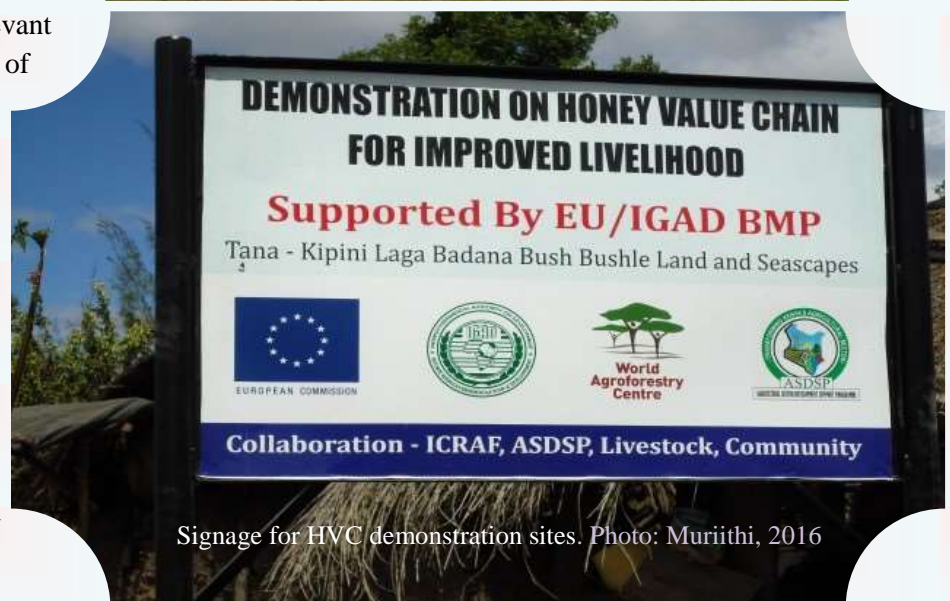 evant
of
DEMONSTRATION ON HONEY VALUE CHAIN
FOR IMPROVED LIVELIHOOD
Supported By EU/IGAD BMP
Tana - Kipini Laga Badana Bush Bushle Land and Seascapes
EUROPEAN COMMISSION
IGAD
World
Agroforestry
Centre
ASDSP
Collaboration - ICRAF, ASDSP, Livestock, Community
Signage for HVC demonstration sites. Photo: Muriithi, 2016